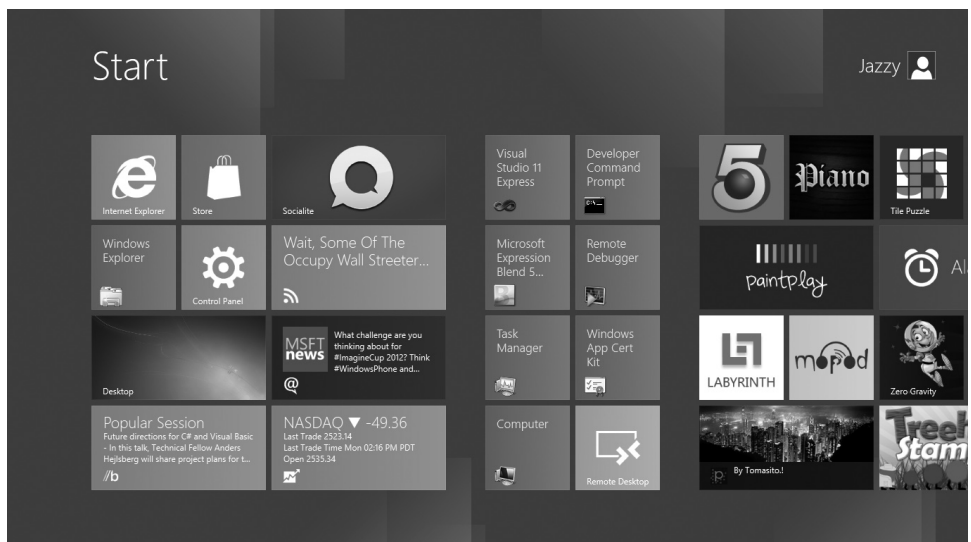 Start
Jazzy
Internet Explorer
Store
Socialite
Windows
Explorer
Control Panel
Wait, Some Of The
Occupy Wall Streeter...
Desktop
MSFT
news
What challenge are you
thinking about for
#ImagineCup 2012? Think
#WindowsPhone and...
@
Popular Session
Future directions for C# and Visual Basic
- In this talk, Technical Fellow Anders
Hejlsberg will share project plans for t...
//b
NASDAQ ▼ -49.36
Last Trade 2523.14
Last Trade Time Mon 02:16 PM PDT
Open 2535.34
Visual
Studio 11
Express
Developer
Command
Prompt
Microsoft
Expression
Blend 5...
Remote
Debugger
Task
Manager
Windows
App Cert
Kit
Computer
Remote Desktop
5
Piano
Tile Puzzle
paintplay
Ala
LABYRINTH
mopod
Zero Gravity
p
By Tomasito.!
Treeh
Stam